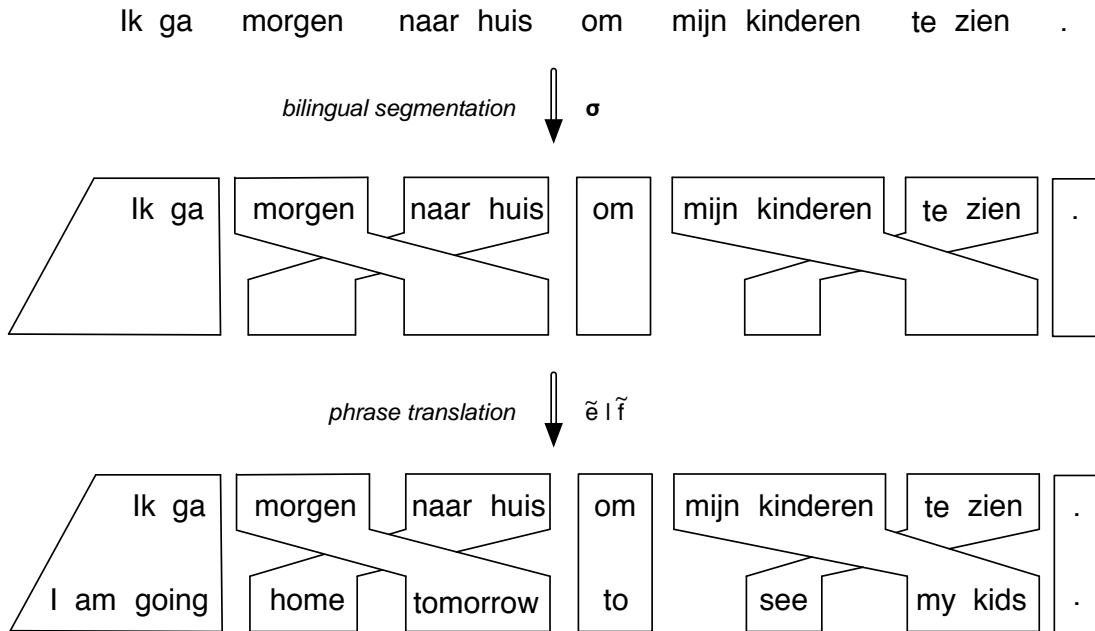 Ik ga morgen naar huis om mijn kinderen te zien .
bilingual segmentation σ
Ik ga morgen naar huis om mijn kinderen te zien .
phrase translation ẽ | f̃
Ik ga morgen naar huis om mijn kinderen te zien .
I am going home tomorrow to see my kids .